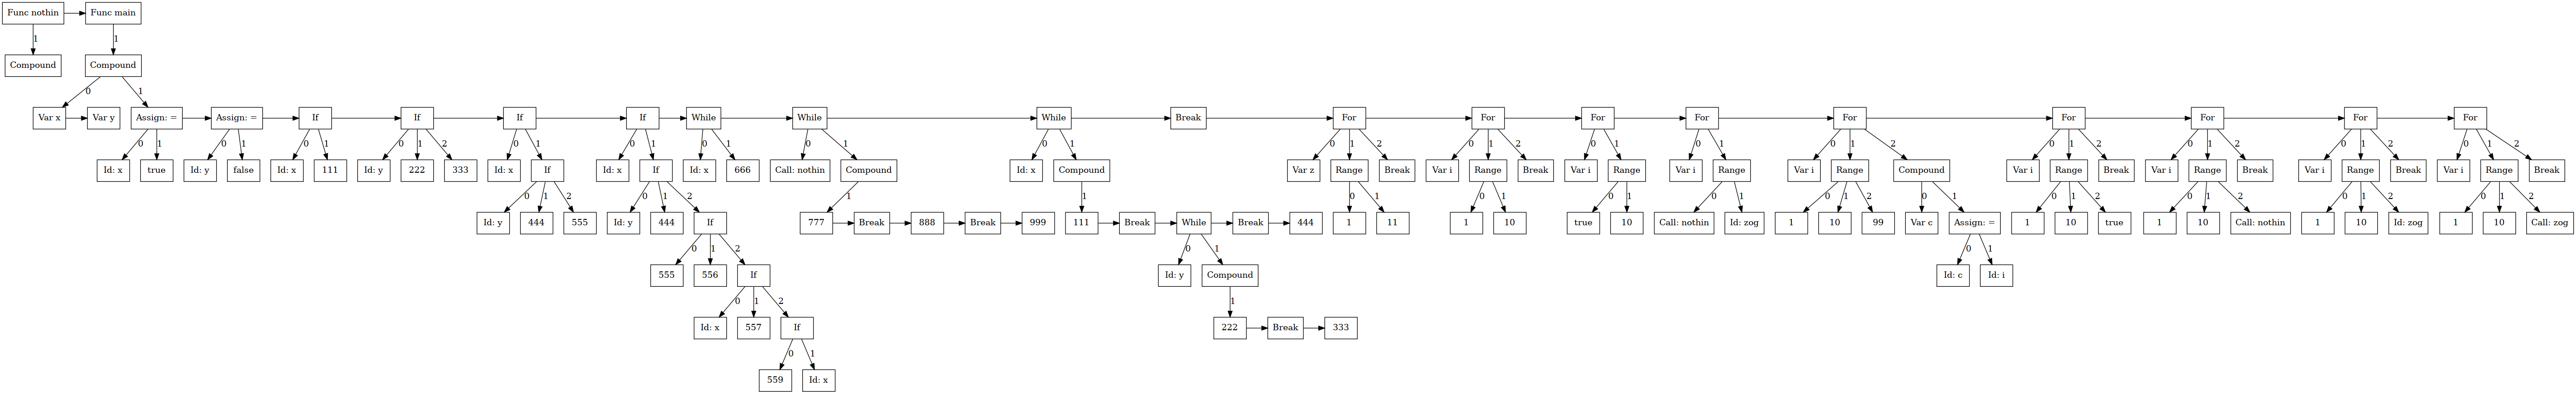 Func nothin Func main
1 1
Compound Compound
0 1
Var x Var y Assign: = Assign: = If If If If While While While Break For For For For For For For For For
0 1 0 1 0 1 0 1 2 0 1 0 1 0 1 0 1 0 1 0 1 2 0 1 2 0 1 0 1 0 1 2 0 1 2 0 1 2 0 1 2 0 1 2
Id: x true Id: y false Id: x 111 Id: y 222 333 Id: x If Id: x If Id: x 666 Call: nothin Compound Id: x Compound Var z Range Break Var i Range Break Var i Range Var i Range Var i Range Compound Var i Range Break Var i Range Break Var i Range Break Var i Range Break
0 1 2 0 1 2 1 1 0 1 0 1 0 1 0 1 0 1 2 0 1 0 1 2 0 1 2 0 1 2 0 1 2
Id: y 444 555 Id: y 444 If 777 Break 888 Break 999 111 Break While Break 444 1 11 1 10 true 10 Call: nothin Id: zog 1 10 99 Var c Assign: = 1 10 true 1 10 Call: nothin 1 10 Id: zog 1 10 Call: zog
0 1 2 0 1 0 1
555 556 If Id: y Compound Id: c Id: i
0 1 2 1
Id: x 557 If 222 Break 333
0 1
559 Id: x